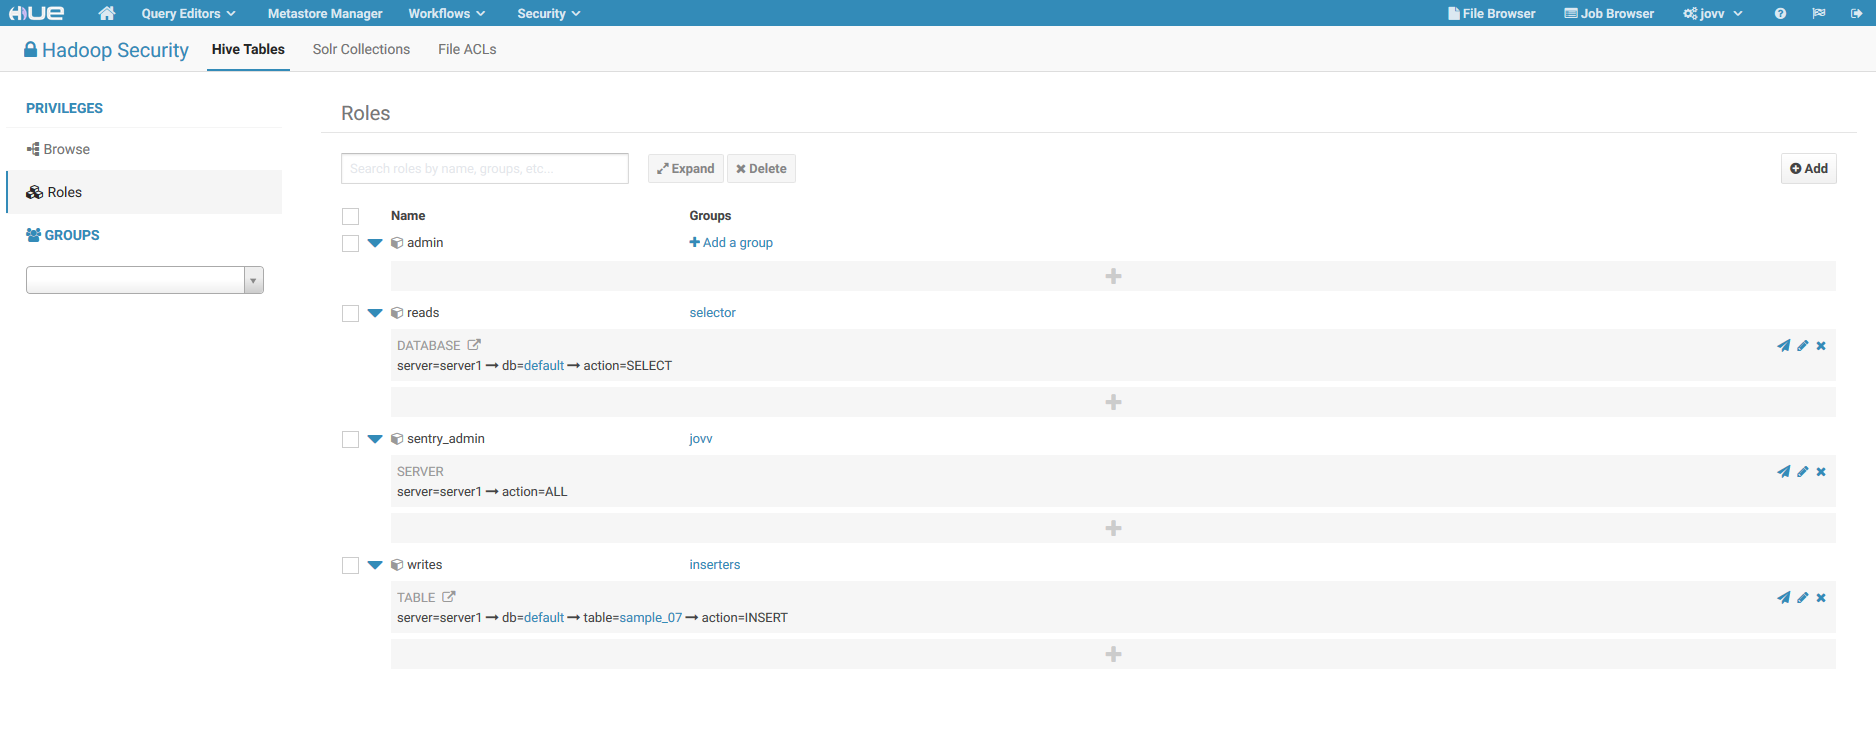 HUE Query Editors Metastore Manager Workflows Security File Browser Job Browser jovv
Hadoop Security Hive Tables Solr Collections File ACLs
PRIVILEGES
Browse
Roles
GROUPS
Roles
Search roles by name, groups, etc... Expand Delete Add
Name Groups
admin Add a group
reads selector
DATABASE
server=server1 → db=default → action=SELECT
sentry_admin jovv
SERVER
server=server1 → action=ALL
writes inserters
TABLE
server=server1 → db=default → table=sample_07 → action=INSERT